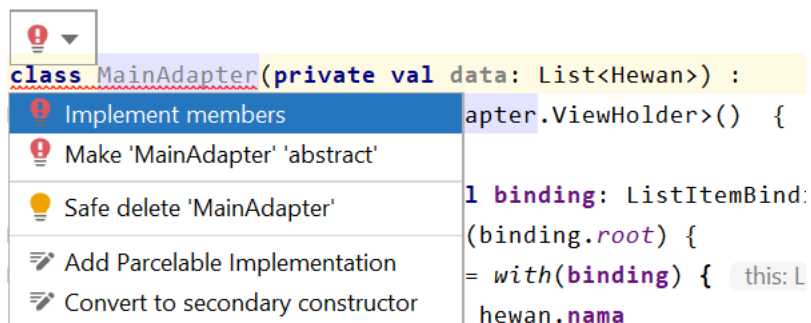 class MainAdapter(private val data: List<Hewan>) :
Implement members
apter.ViewHolder>() {
Make 'MainAdapter' 'abstract'
Safe delete 'MainAdapter'
l binding: ListItemBindi
(binding.root) {
Add Parcelable Implementation
= with(binding) { this: L
Convert to secondary constructor
hewan.nama